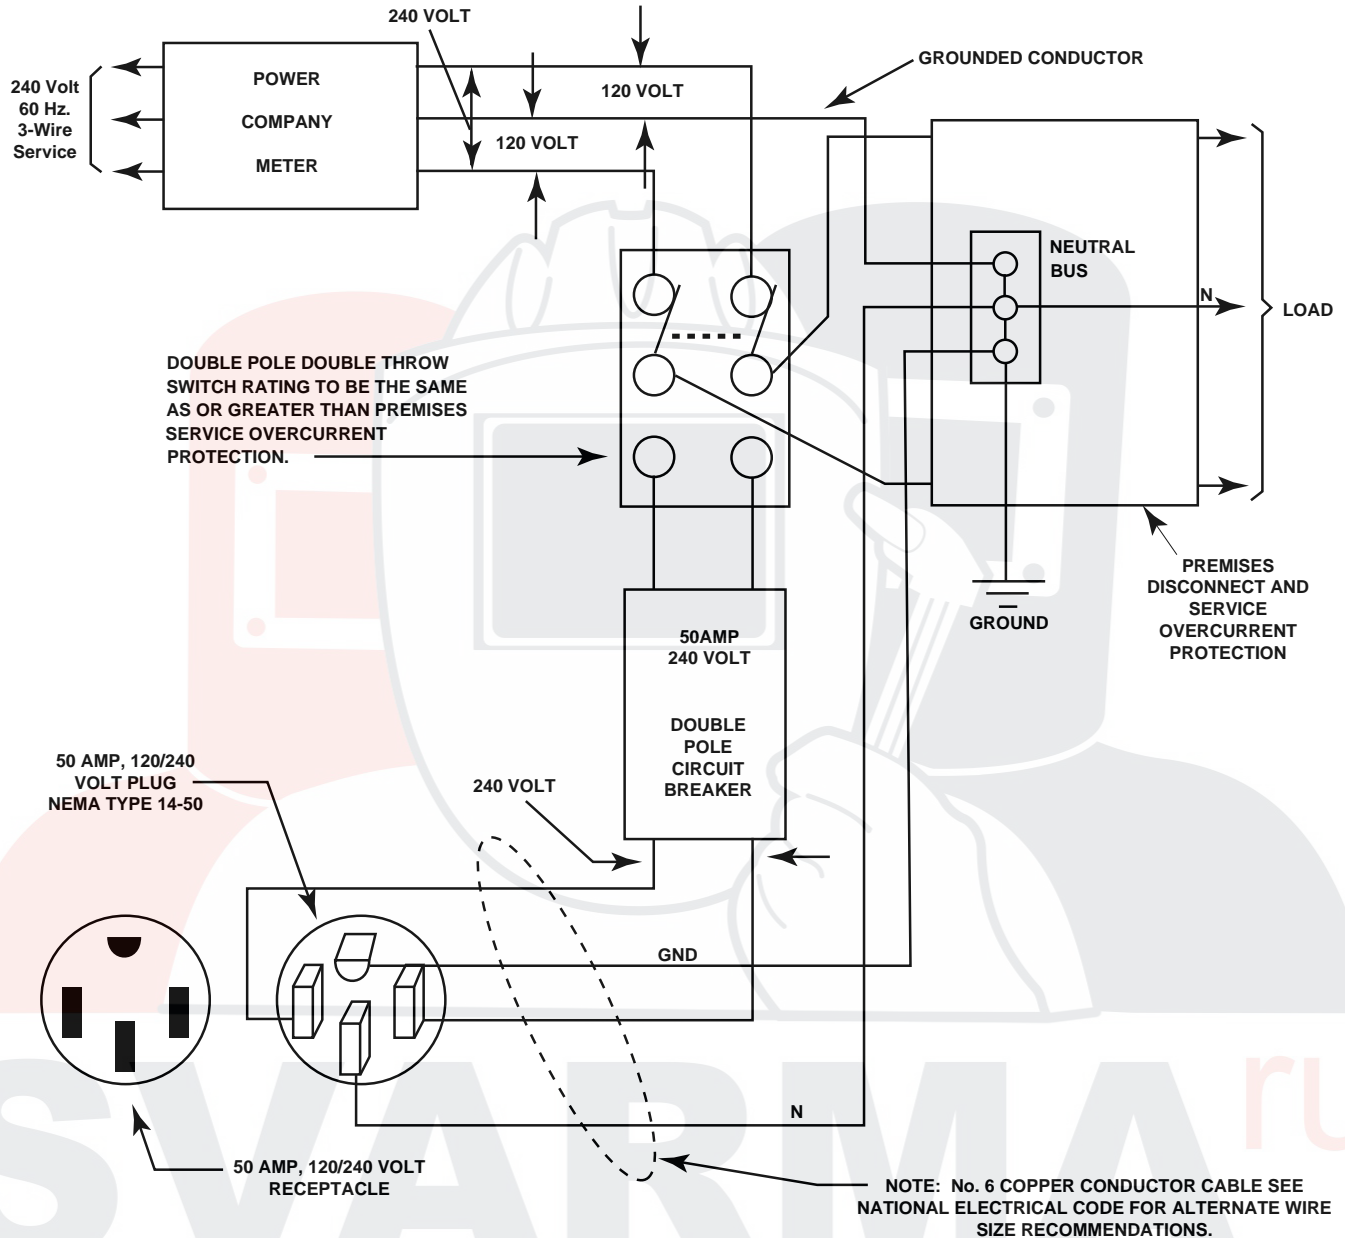 240 VOLT
GROUNDED CONDUCTOR
240 Volt
60 Hz.
3-Wire
Service
POWER
COMPANY
METER
120 VOLT
120 VOLT
NEUTRAL
BUS
N
LOAD
DOUBLE POLE DOUBLE THROW
SWITCH RATING TO BE THE SAME
AS OR GREATER THAN PREMISES
SERVICE OVERCURRENT
PROTECTION.
GROUND
PREMISES
DISCONNECT AND
SERVICE
OVERCURRENT
PROTECTION
50AMP
240 VOLT
DOUBLE
POLE
CIRCUIT
BREAKER
50 AMP, 120/240
VOLT PLUG
NEMA TYPE 14-50
240 VOLT
GND
N
50 AMP, 120/240 VOLT
RECEPTACLE
NOTE: No. 6 COPPER CONDUCTOR CABLE SEE
NATIONAL ELECTRICAL CODE FOR ALTERNATE WIRE
SIZE RECOMMENDATIONS.
SVARMA ru